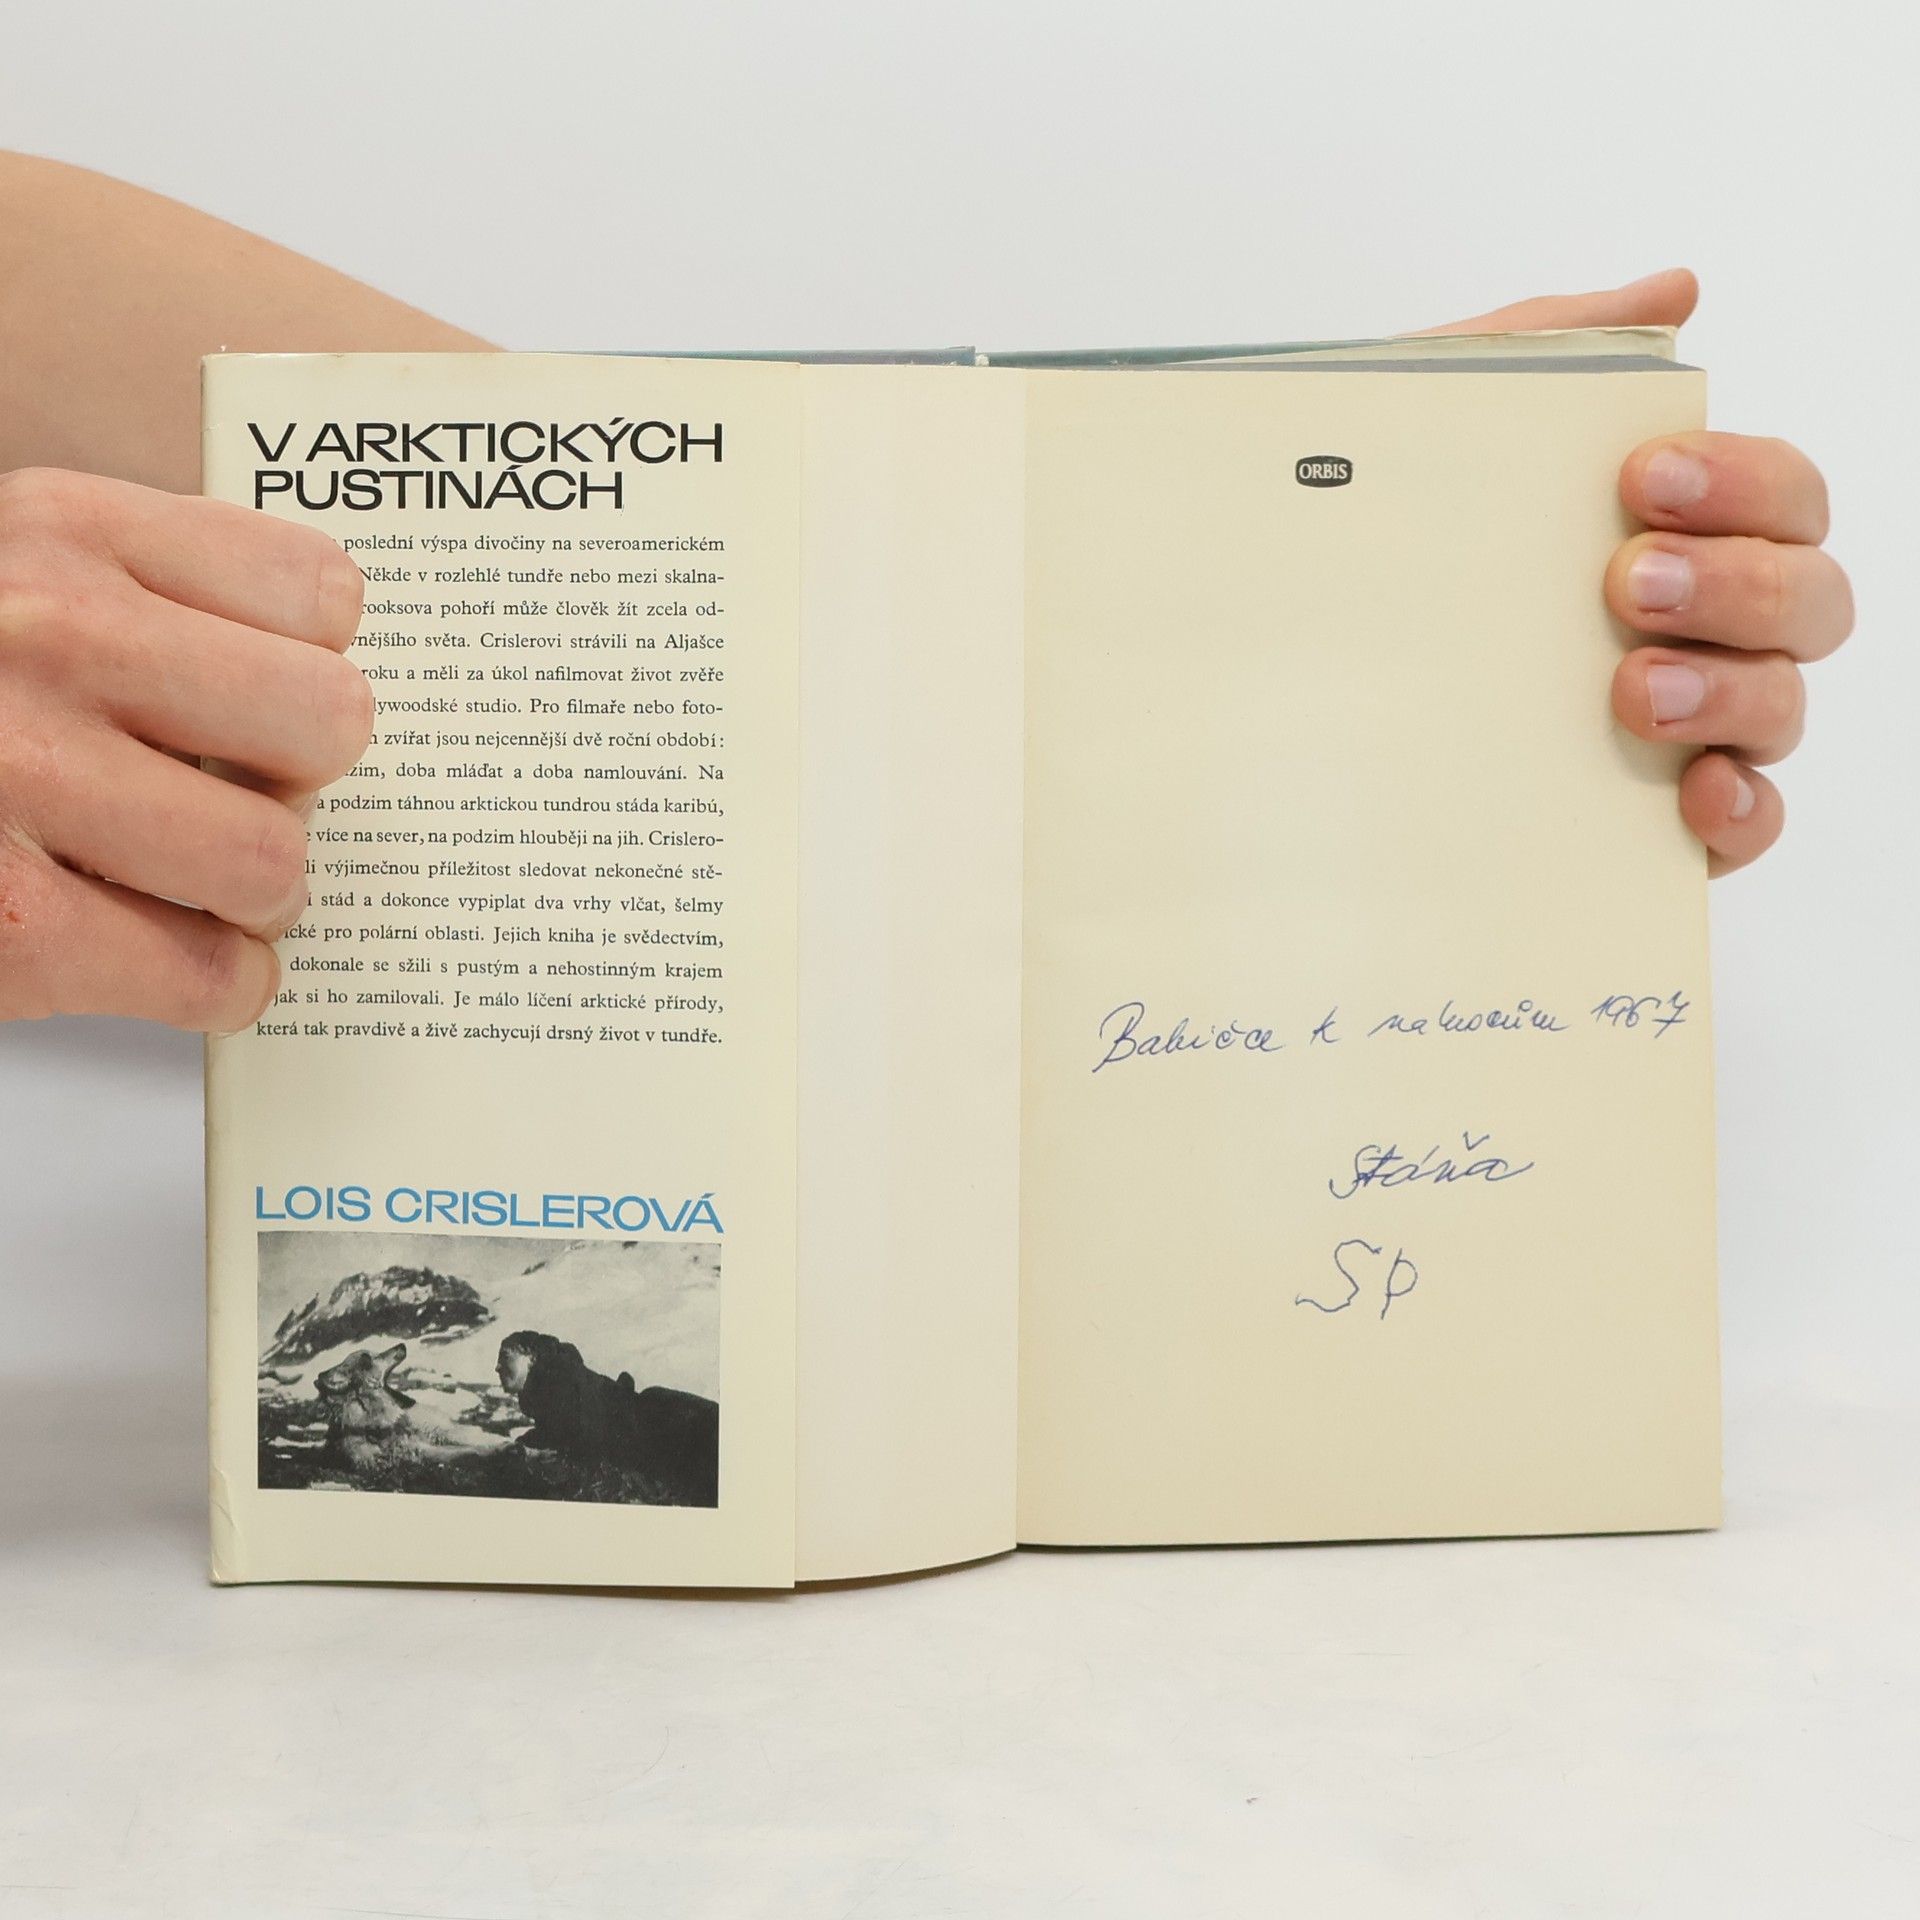 V ARKTICKÝCH
PUSTINÁCH
poslední výspa divočiny na severoamerickém
Někde v rozlehlé tundře nebo mezi skalna-
rooksova pohoří může člověk žít zcela od-
vnějšího světa. Crislerovi strávili na Aljašce
roku a měli za úkol nafilmovat život zvěře
lywoodské studio. Pro filmaře nebo foto-
zvířat jsou nejcennější dvě roční období:
zim, doba mláďat a doba namlouvání. Na
a podzim táhnou arktickou tundrou stáda karibú,
více na sever, na podzim hlouběji na jih. Crislero-
li výjimečnou příležitost sledovat nekonečné stě-
í stád a dokonce vypiplat dva vrhy vlčat, šelmy
ické pro polární oblasti. Jejich kniha je svědectvím,
dokonale se sžili s pustým a nehostinným krajem
jak si ho zamilovali. Je málo líčení arktické přírody,
která tak pravdivě a živě zachycují drsný život v tundře.
LOIS CRISLEROVÁ
ORBIS
Babičce k vánocům 1967
Stáňa
SP